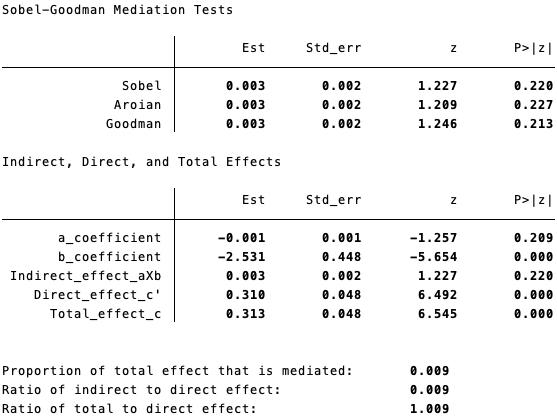 Sobel-Goodman Mediation Tests
Est Std_err z P>|z|
Sobel 0.003 0.002 1.227 0.220
Aroian 0.003 0.002 1.209 0.227
Goodman 0.003 0.002 1.246 0.213
Indirect, Direct, and Total Effects
Est Std_err z P>|z|
a_coefficient -0.001 0.001 -1.257 0.209
b_coefficient -2.531 0.448 -5.654 0.000
Indirect_effect_aXb 0.003 0.002 1.227 0.220
Direct_effect_c' 0.310 0.048 6.492 0.000
Total_effect_c 0.313 0.048 6.545 0.000
Proportion of total effect that is mediated: 0.009
Ratio of indirect to direct effect: 0.009
Ratio of total to direct effect: 1.009